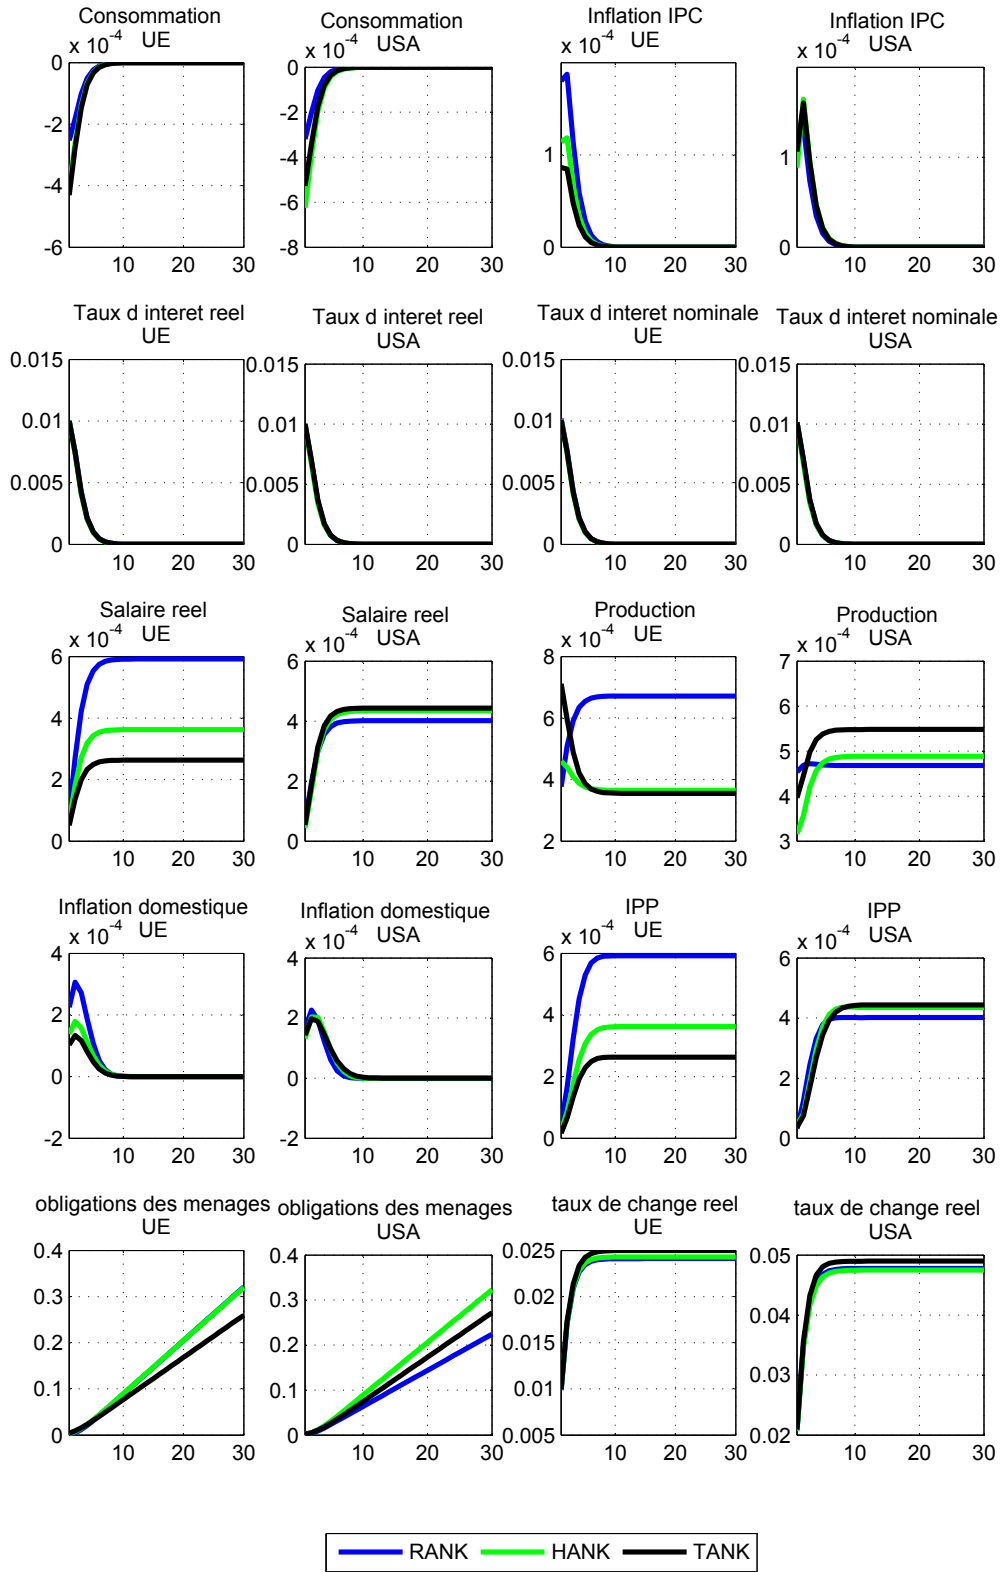 Consommation
UE
x 10-4
0
-2
-4
-6
10 20 30
Consommation
USA
x 10-4
0
-2
-4
-6
-8
10 20 30
Inflation IPC
UE
x 10-4
1
0
10 20 30
Inflation IPC
USA
x 10-4
1
0
10 20 30
Taux d interet reel
UE
0.015
0.01
0.005
0
10 20 30
Taux d interet reel
USA
0.015
0.01
0.005
0
10 20 30
Taux d interet nominale
UE
0.015
0.01
0.005
0
10 20 30
Taux d interet nominale
USA
0.015
0.01
0.005
0
10 20 30
Salaire reel
UE
x 10-4
6
4
2
0
10 20 30
Salaire reel
USA
x 10-4
6
4
2
0
10 20 30
Production
UE
x 10-4
8
6
4
2
10 20 30
Production
USA
x 10-4
7
6
5
4
3
10 20 30
Inflation domestique
UE
x 10-4
4
2
0
-2
10 20 30
Inflation domestique
USA
x 10-4
4
2
0
-2
10 20 30
IPP
UE
x 10-4
6
4
2
0
10 20 30
IPP
USA
x 10-4
6
4
2
0
10 20 30
obligations des menages
UE
0.4
0.3
0.2
0.1
0
10 20 30
obligations des menages
USA
0.4
0.3
0.2
0.1
0
10 20 30
taux de change reel
UE
0.025
0.02
0.015
0.01
0.005
10 20 30
taux de change reel
USA
0.05
0.04
0.03
0.02
10 20 30
RANK HANK TANK